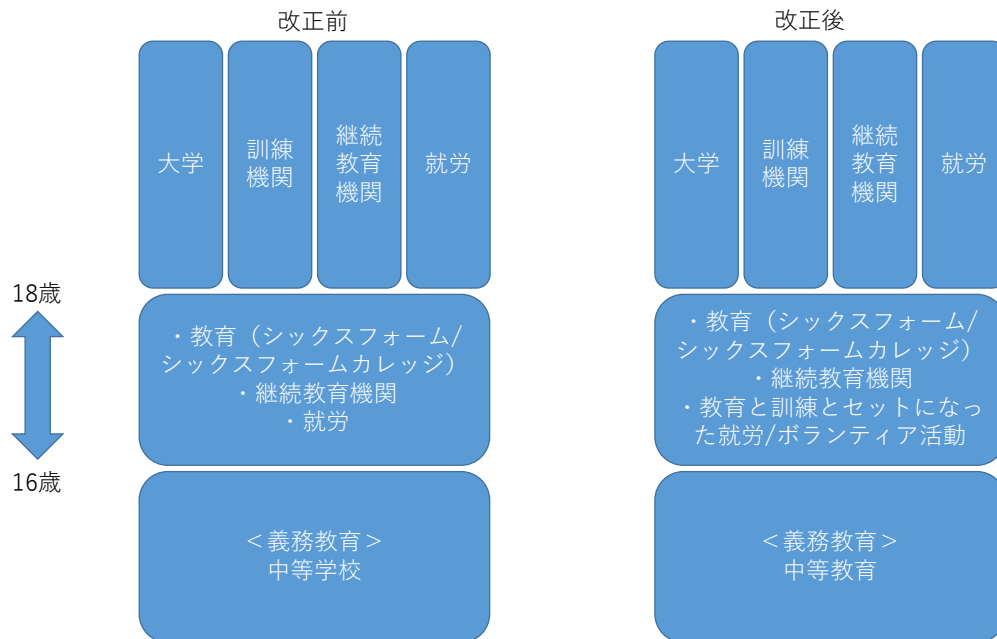 改正前
大学
訓練
機関
継続
教育
機関
就労
18歳
16歳
・教育（シックスフォーム/
シックスフォームカレッジ）
・継続教育機関
・就労
＜義務教育＞
中等学校
改正後
大学
訓練
機関
継続
教育
機関
就労
・教育（シックスフォーム/
シックスフォームカレッジ）
・継続教育機関
・教育と訓練とセットになっ
た就労/ボランティア活動
＜義務教育＞
中等教育